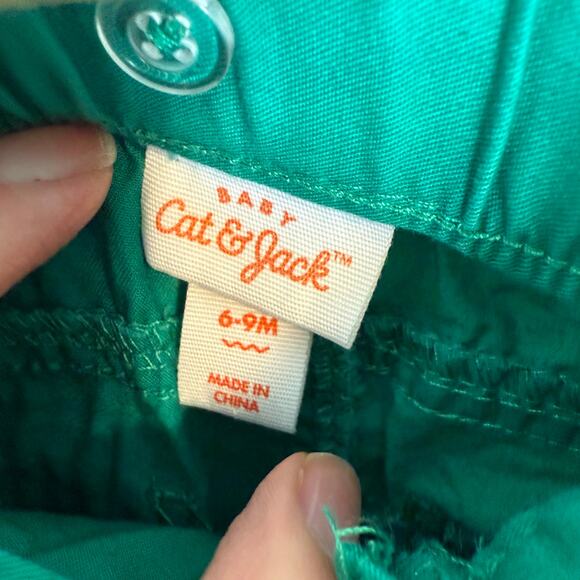 BABY
Cat & Jack™
6-9M
MADE IN
CHINA